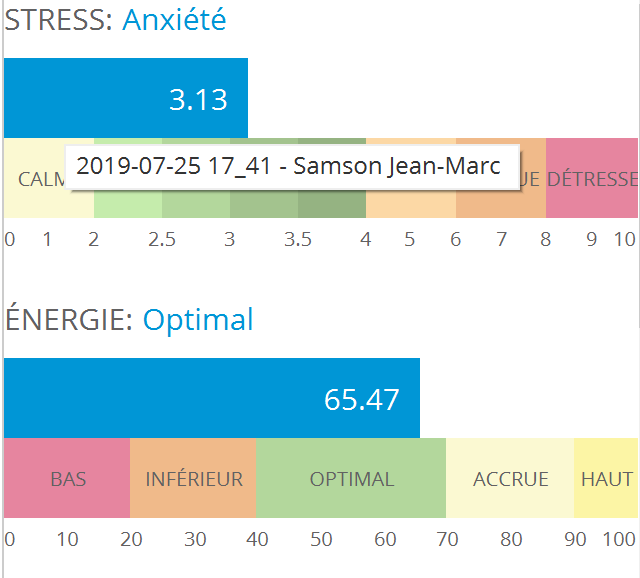 STRESS: Anxiété
3.13
2019-07-25 17_41 - Samson Jean-Marc
DÉTRESSE
0 1 2 2.5 3 3.5 4 5 6 7 8 9 10
ÉNERGIE: Optimal
65.47
BAS INFÉRIEUR OPTIMAL ACCRUE HAUT
0 10 20 30 40 50 60 70 80 90 100